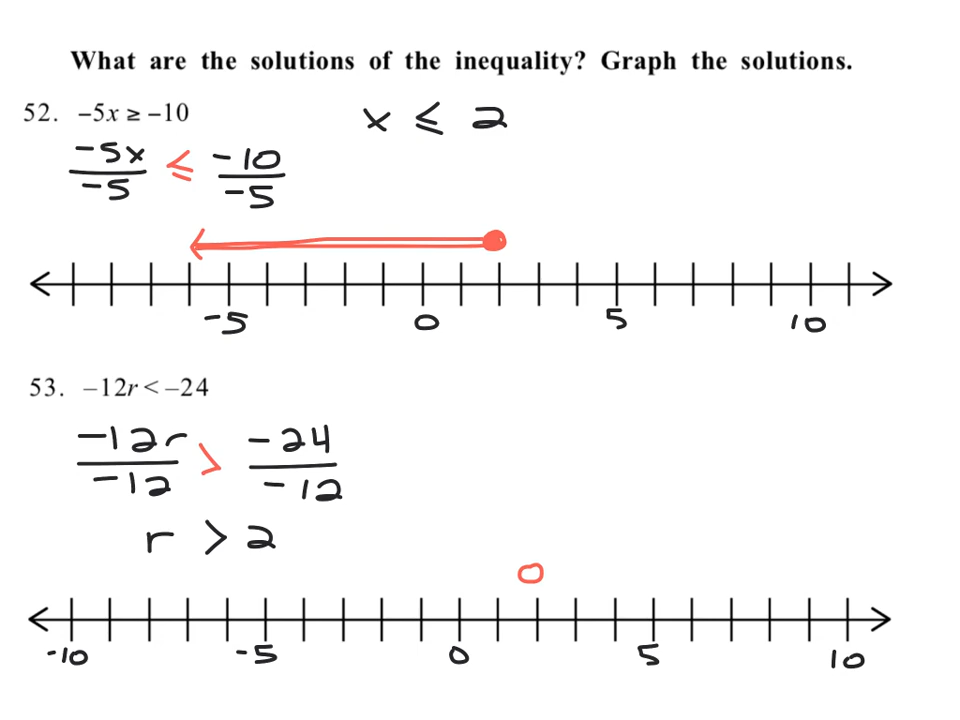 What are the solutions of the inequality? Graph the solutions.
52. −5x ≥ −10
x ≤ 2
-5x/-5 ≤ -10/-5
-5 0 5 10
53. −12r < −24
-12r/-12 > -24/-12
r > 2
-10 -5 0 5 10